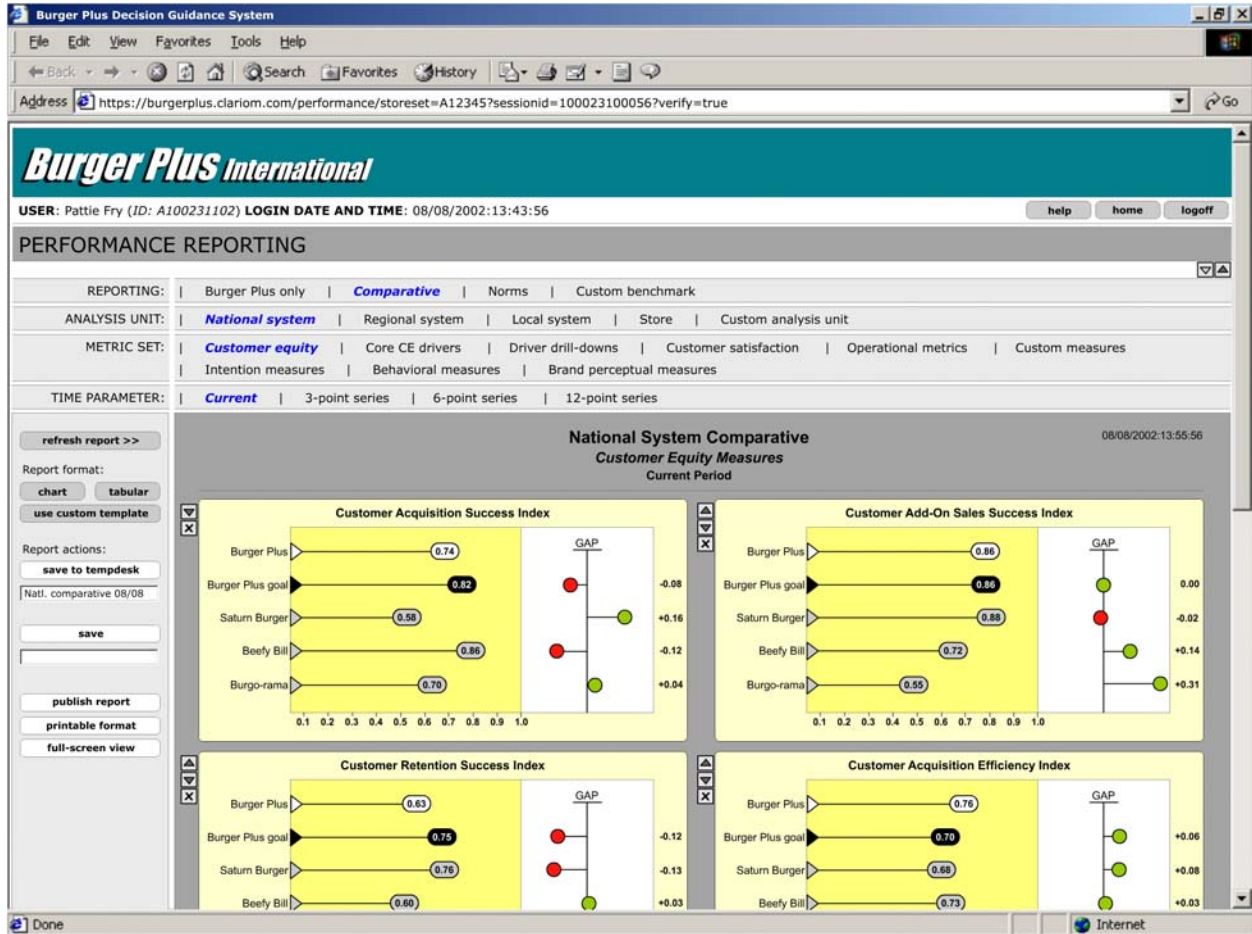 Burger Plus Decision Guidance System
File Edit View Favorites Tools Help
Back Search Favorites History
Address https://burgerplus.clariom.com/performance/storeset=A12345?sessionid=100023100056?verify=true Go
Burger Plus International
USER: Pattie Fry (ID: A100231102) LOGIN DATE AND TIME: 08/08/2002:13:43:56 help home logoff
PERFORMANCE REPORTING
REPORTING: | Burger Plus only | Comparative | Norms | Custom benchmark
ANALYSIS UNIT: | National system | Regional system | Local system | Store | Custom analysis unit
METRIC SET: | Customer equity | Core CE drivers | Driver drill-downs | Customer satisfaction | Operational metrics | Custom measures
| Intention measures | Behavioral measures | Brand perceptual measures
TIME PARAMETER: | Current | 3-point series | 6-point series | 12-point series
refresh report >>
Report format:
chart tabular
use custom template
Report actions:
save to tempdesk
Natl. comparative 08/08
save
publish report
printable format
full-screen view
National System Comparative
08/08/2002:13:55:56
Customer Equity Measures
Current Period
Customer Acquisition Success Index
GAP
Burger Plus 0.74
Burger Plus goal 0.82 -0.08
Saturn Burger 0.58 +0.16
Beefy Bill 0.86 -0.12
Burgo-rama 0.70 +0.04
0.1 0.2 0.3 0.4 0.5 0.6 0.7 0.8 0.9 1.0
Customer Add-On Sales Success Index
GAP
Burger Plus 0.86
Burger Plus goal 0.86 0.00
Saturn Burger 0.88 -0.02
Beefy Bill 0.72 +0.14
Burgo-rama 0.55 +0.31
0.1 0.2 0.3 0.4 0.5 0.6 0.7 0.8 0.9 1.0
Customer Retention Success Index
GAP
Burger Plus 0.63
Burger Plus goal 0.75 -0.12
Saturn Burger 0.76 -0.13
Beefy Bill 0.60 +0.03
Customer Acquisition Efficiency Index
GAP
Burger Plus 0.76
Burger Plus goal 0.70 +0.06
Saturn Burger 0.68 +0.08
Beefy Bill 0.73 +0.03
Done Internet